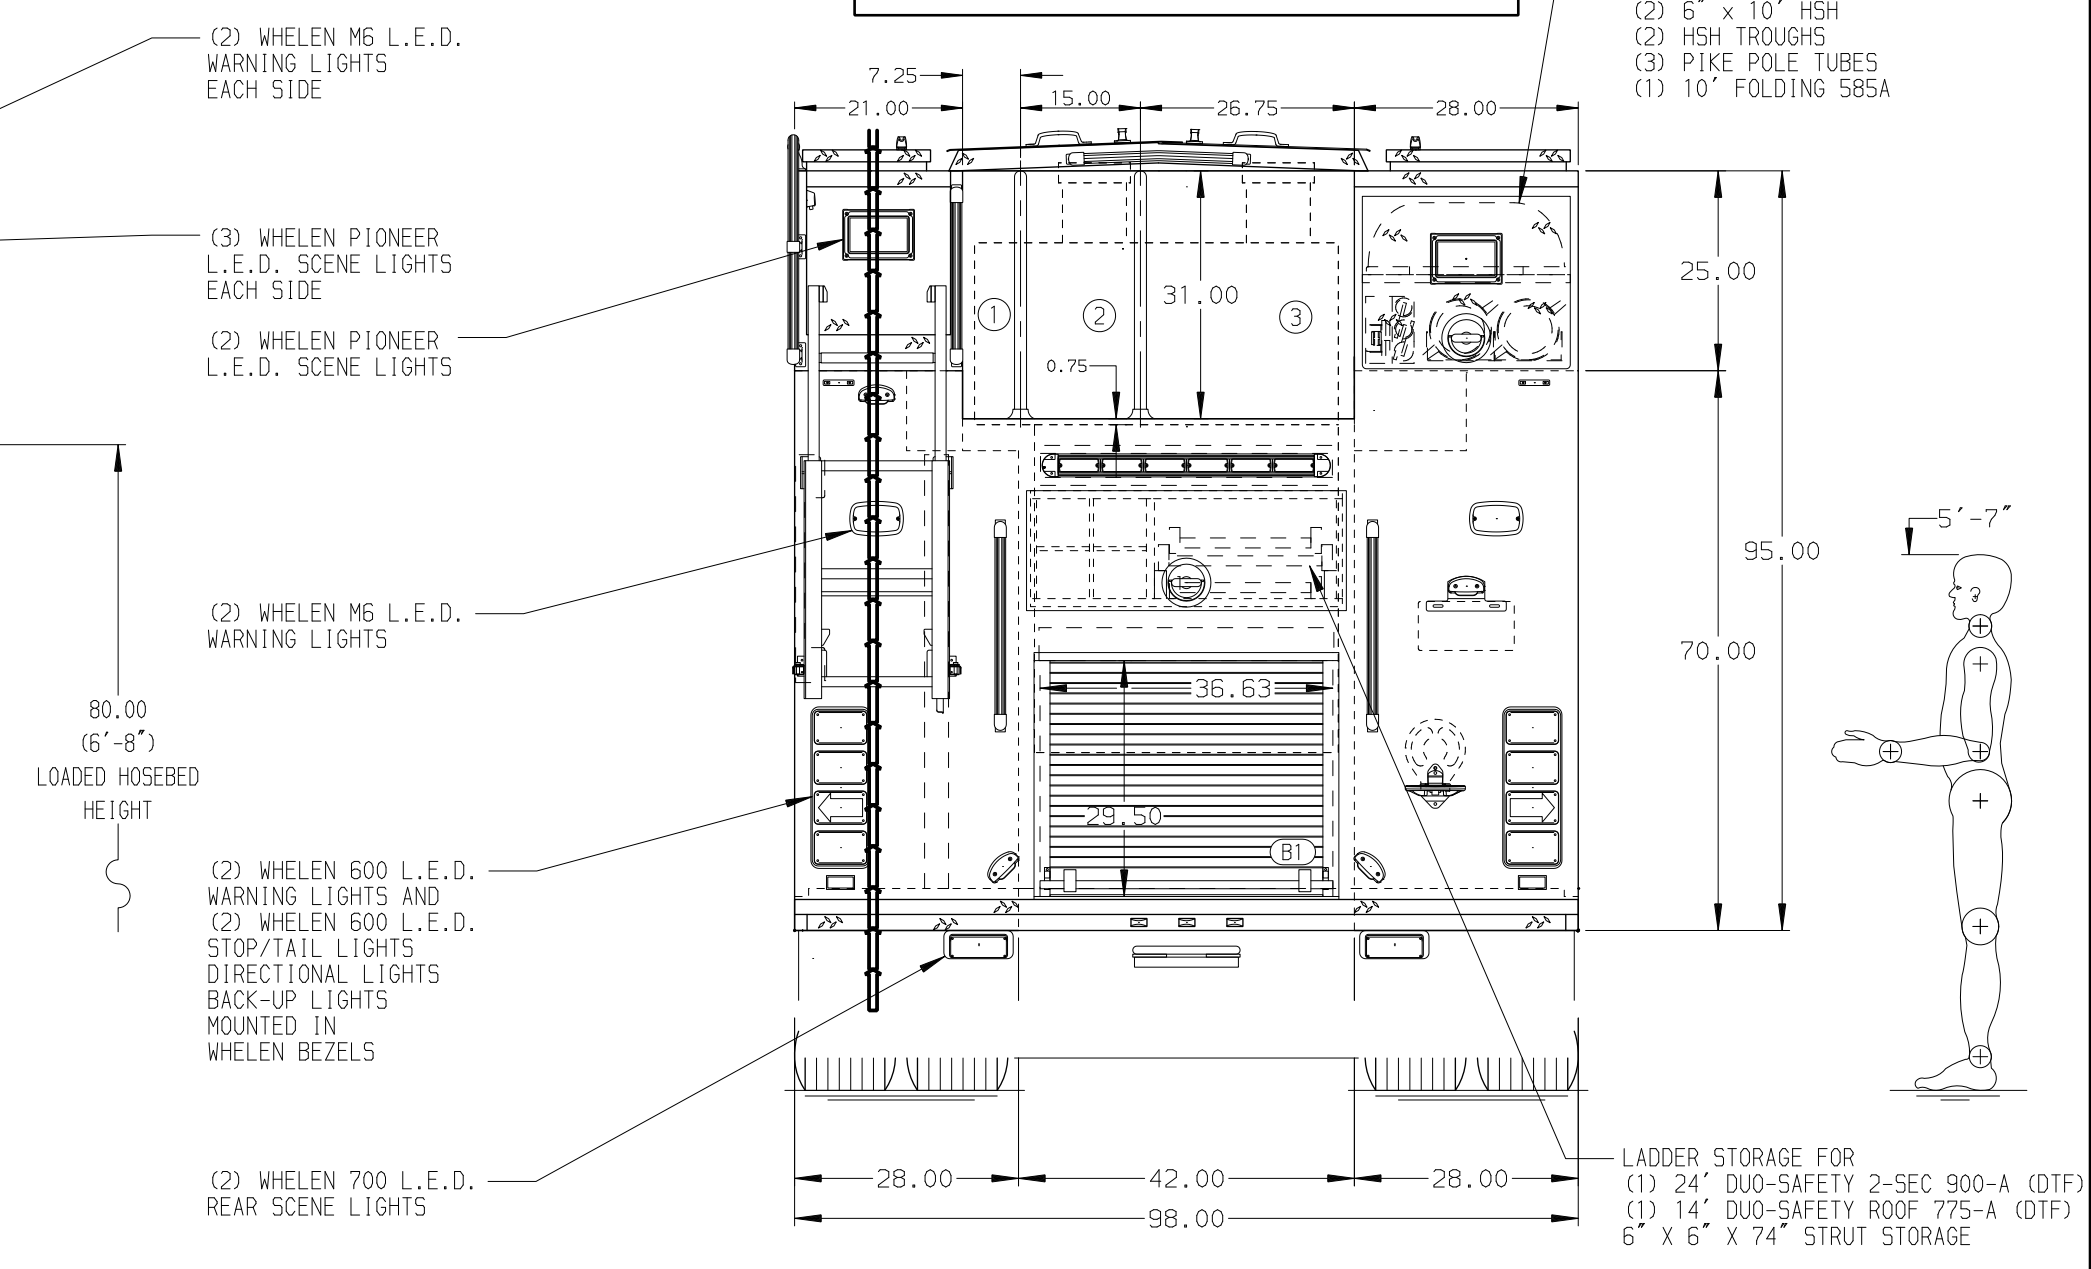 (2) WHELEN M6 L.E.D.
WARNING LIGHTS
EACH SIDE
(3) WHELEN PIONEER
L.E.D. SCENE LIGHTS
EACH SIDE
(2) WHELEN PIONEER
L.E.D. SCENE LIGHTS
(2) WHELEN M6 L.E.D.
WARNING LIGHTS
80.00
(6'-8")
LOADED HOSEBED
HEIGHT
(2) WHELEN 600 L.E.D.
WARNING LIGHTS AND
(2) WHELEN 600 L.E.D.
STOP/TAIL LIGHTS
DIRECTIONAL LIGHTS
BACK-UP LIGHTS
MOUNTED IN
WHELEN BEZELS
(2) WHELEN 700 L.E.D.
REAR SCENE LIGHTS
7.25
21.00
15.00
26.75
28.00
1
2
31.00
3
0.75
36.63
29.50
B1
28.00
42.00
28.00
98.00
(2) 6" x 10' HSH
(2) HSH TROUGHS
(3) PIKE POLE TUBES
(1) 10' FOLDING 585A
25.00
95.00
70.00
5'-7"
LADDER STORAGE FOR
(1) 24' DUO-SAFETY 2-SEC 900-A (DTF)
(1) 14' DUO-SAFETY ROOF 775-A (DTF)
6" X 6" X 74" STRUT STORAGE